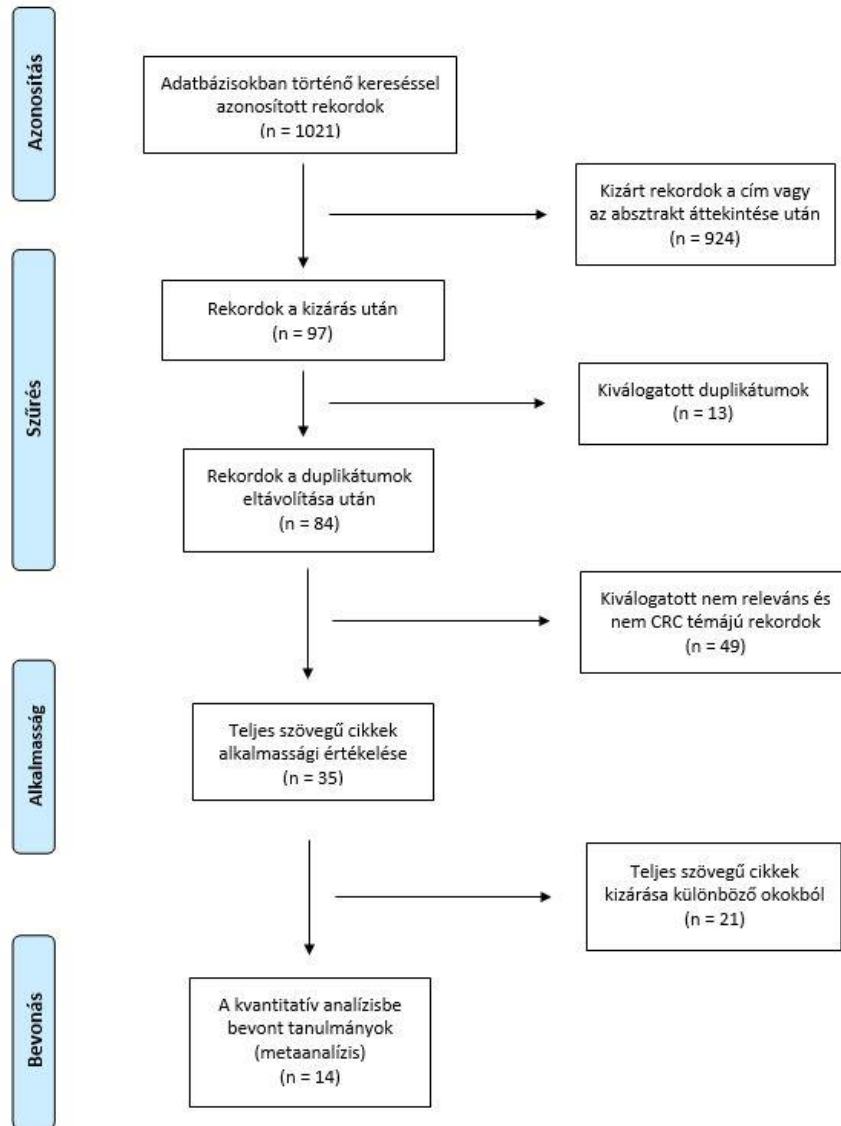 Azonosítás
Adatbázisokban történő kereséssel
azonosított rekordok
(n = 1021)
Kizárt rekordok a cím vagy
az absztrakt áttekintése után
(n = 924)
Szűrés
Rekordok a kizárás után
(n = 97)
Kiválogatott duplikátumok
(n = 13)
Rekordok a duplikátumok
eltávolítása után
(n = 84)
Kiválogatott nem releváns és
nem CRC témájú rekordok
(n = 49)
Alkalmasság
Teljes szövegű cikkek
alkalmassági értékelése
(n = 35)
Teljes szövegű cikkek
kizárása különböző okokból
(n = 21)
Bevonás
A kvantitatív analízisbe
bevont tanulmányok
(metaanalízis)
(n = 14)